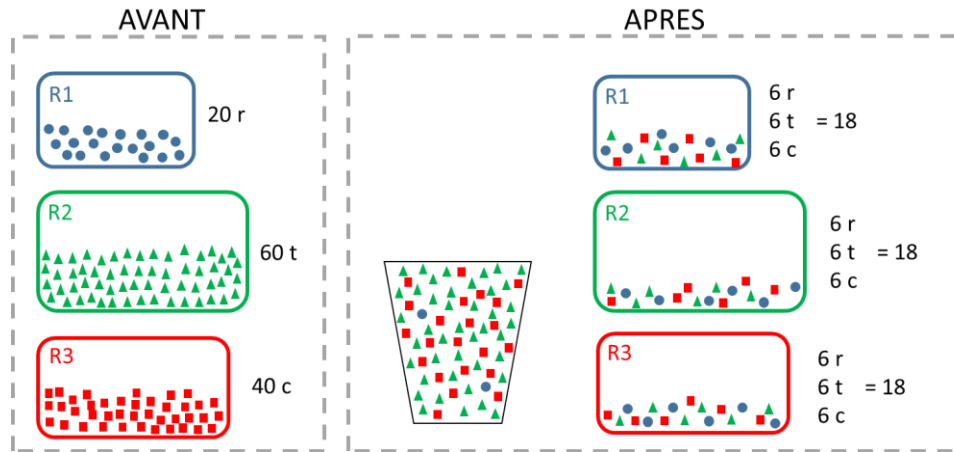 AVANT
R1
20 r
R2
60 t
R3
40 c
APRES
R1
6 r
6 t = 18
6 c
R2
6 r
6 t = 18
6 c
R3
6 r
6 t = 18
6 c